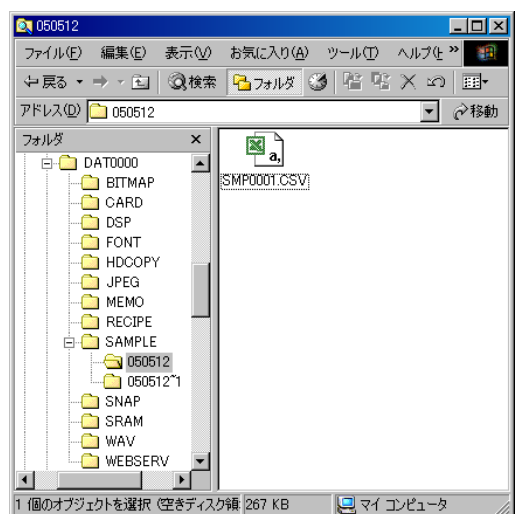 050512
ファイル(F) 編集(E) 表示(V) お気に入り(A) ツール(T) ヘルプ(H »
戻る 検索 フォルダ
アドレス(D) 050512 移動
フォルダ ×
DAT0000
BITMAP
CARD
DSP
FONT
HDCOPY
JPEG
MEMO
RECIPE
SAMPLE
050512
050512~1
SNAP
SRAM
WAV
WEBSERV
a,
SMP0001.CSV
1 個のオブジェクトを選択 (空きディスク領 267 KB マイ コンピュータ